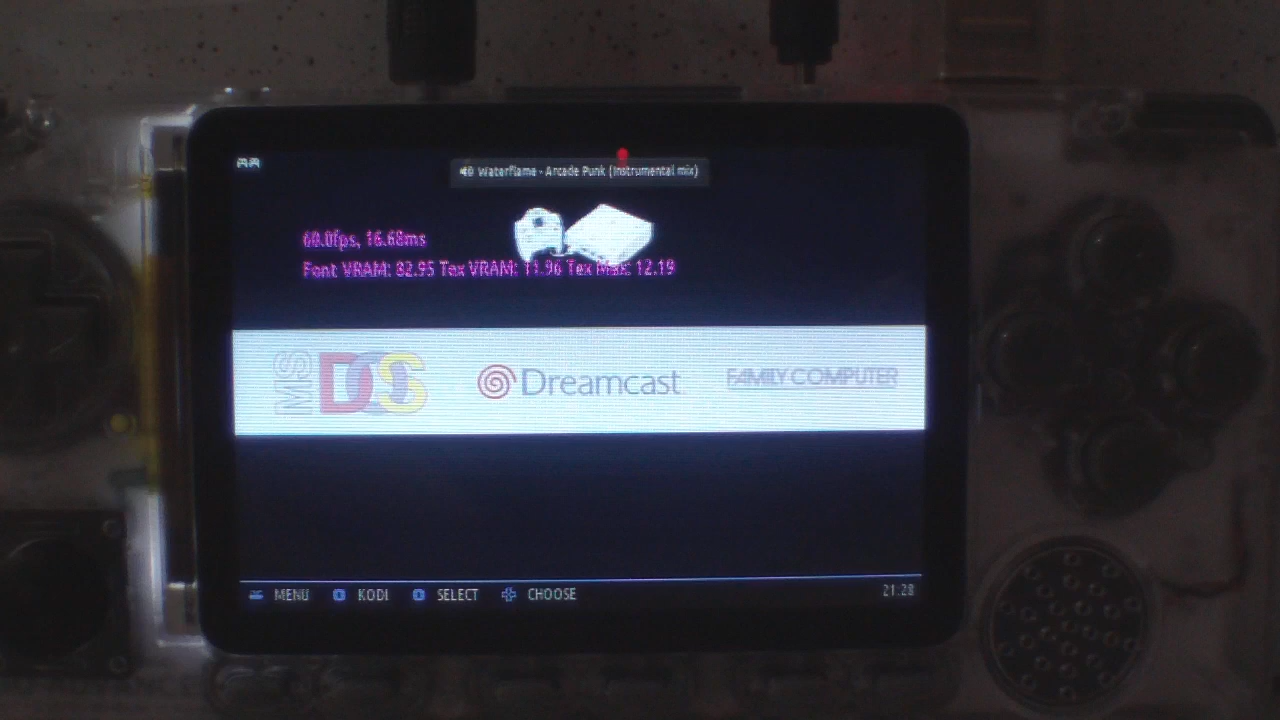 Waterflame - Arcade Punk (Instrumental mix)
60.0fps, 16.68ms
Font VRAM: 82.95 Tex VRAM: 11.96 Tex Max: 12.19
MS DOS Dreamcast FAMILY COMPUTER
MENU KODI SELECT CHOOSE 21:28